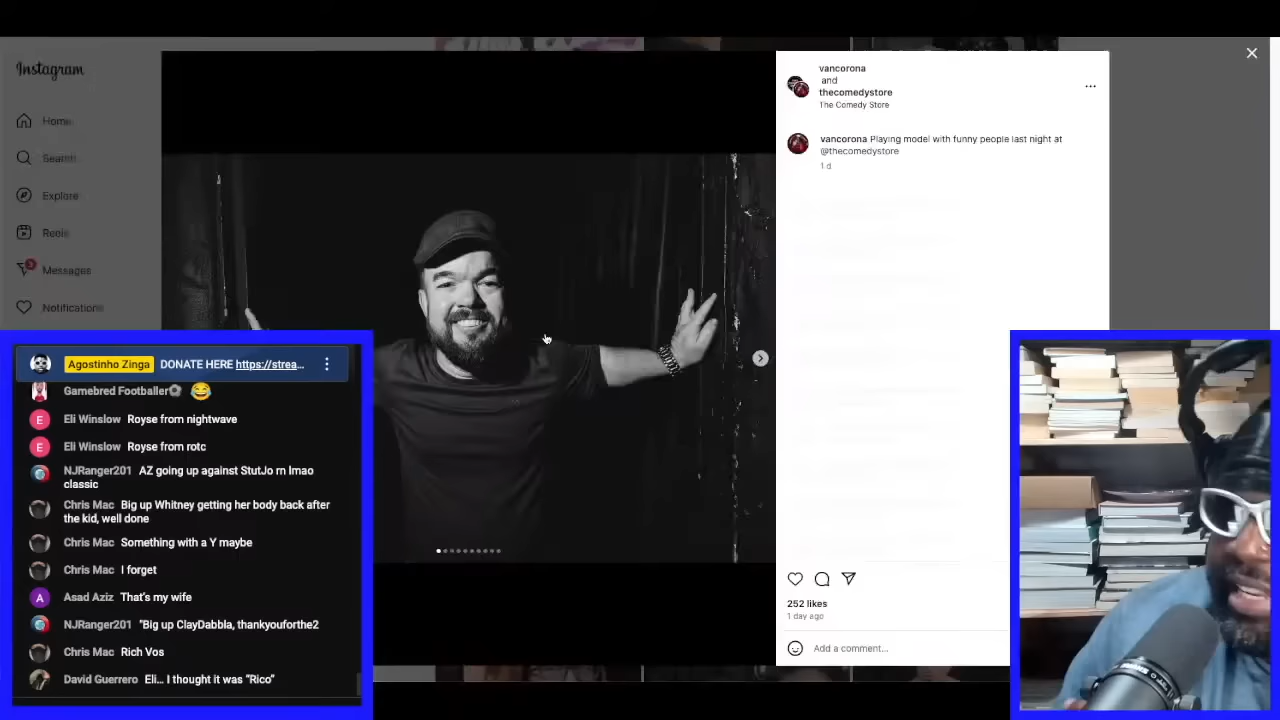 Instagram
Home
Search
Explore
Reels
3
Messages
Notifications
vancorona
and
thecomedystore
The Comedy Store
vancorona Playing model with funny people last night at
@thecomedystore
1 d
252 likes
1 day ago
Add a comment...
Agostinho Zinga DONATE HERE https://strea...
Gamebred Footballer⚽ 😂
E Eli Winslow Royse from nightwave
E Eli Winslow Royse from rotc
NJRanger201 AZ going up against StutJo rn lmao
classic
Chris Mac Big up Whitney getting her body back after
the kid, well done
Chris Mac Something with a Y maybe
Chris Mac I forget
A Asad Aziz That's my wife
NJRanger201 "Big up ClayDabbla, thankyouforthe2
Chris Mac Rich Vos
David Guerrero Eli... I thought it was "Rico"